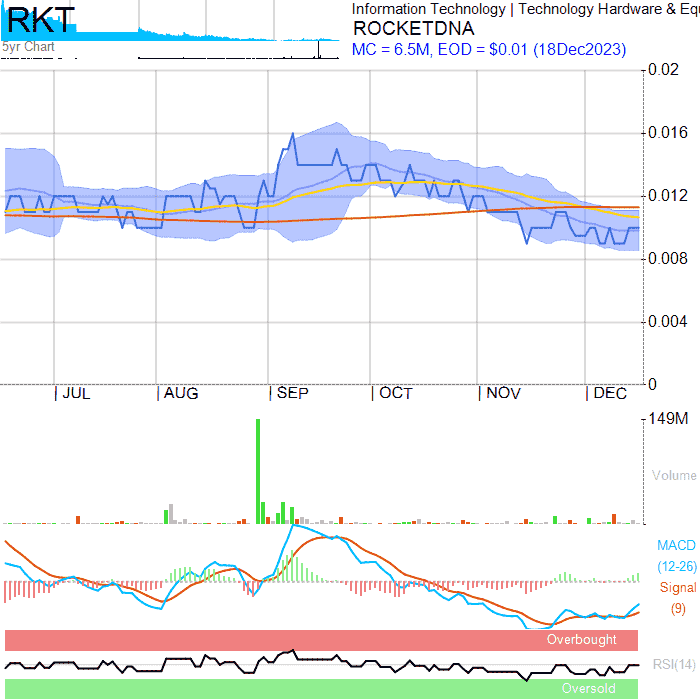 RKT
5yr Chart
Information Technology | Technology Hardware & Equ
ROCKETDNA
MC = 6.5M, EOD = $0.01 (18Dec2023)
0.02
0.016
0.012
0.008
0.004
0
JUL AUG SEP OCT NOV DEC
149M
Volume
MACD
(12-26)
Signal
(9)
Overbought
RSI(14)
Oversold